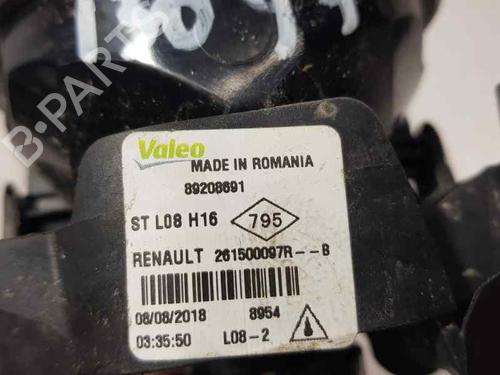 Valeo
MADE IN ROMANIA
89208691
ST L08 H16
795
RENAULT 261500097R--B
08/08/2018 8954
03:35:50 L08-2
B-PARTS